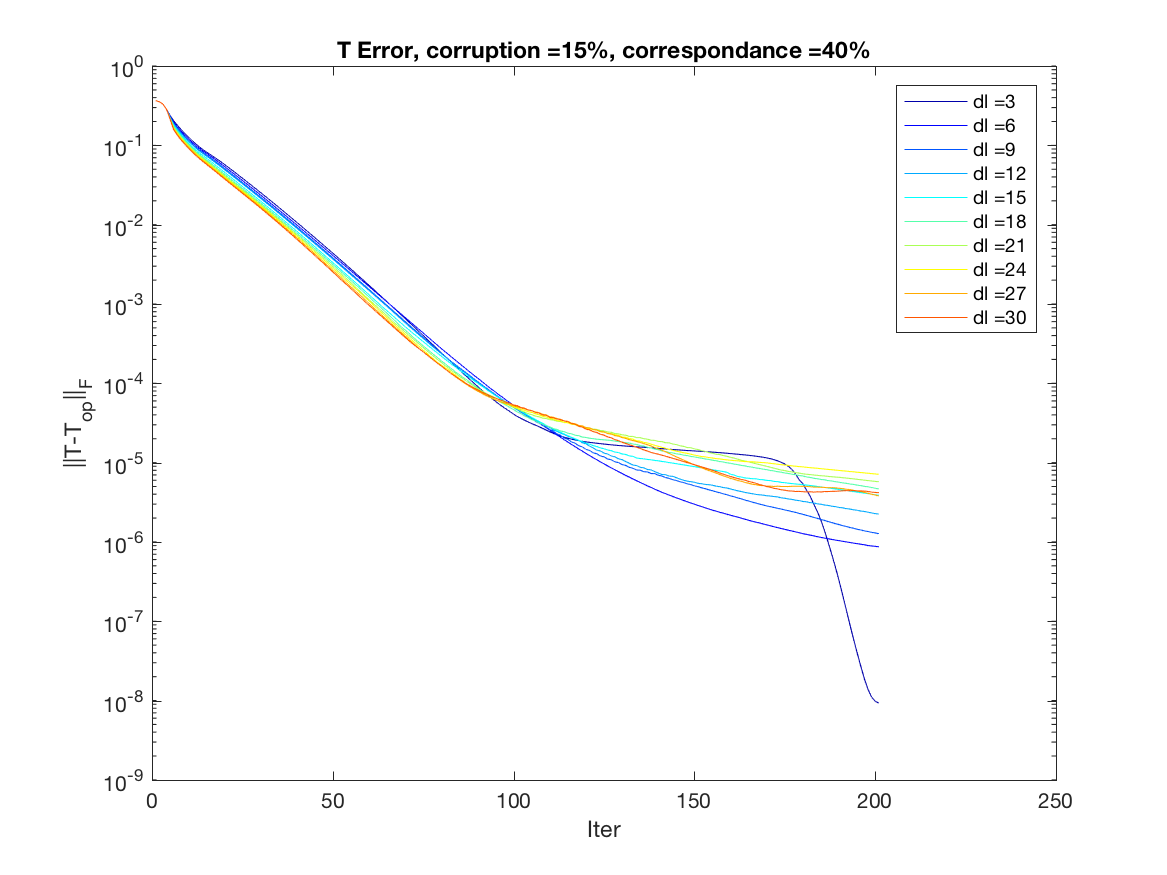 T Error, corruption =15%, correspondance =40%
10^0
10^-1
10^-2
10^-3
10^-4
10^-5
10^-6
10^-7
10^-8
10^-9
||T-T_op||_F
0 50 100 150 200 250
Iter
dl =3
dl =6
dl =9
dl =12
dl =15
dl =18
dl =21
dl =24
dl =27
dl =30